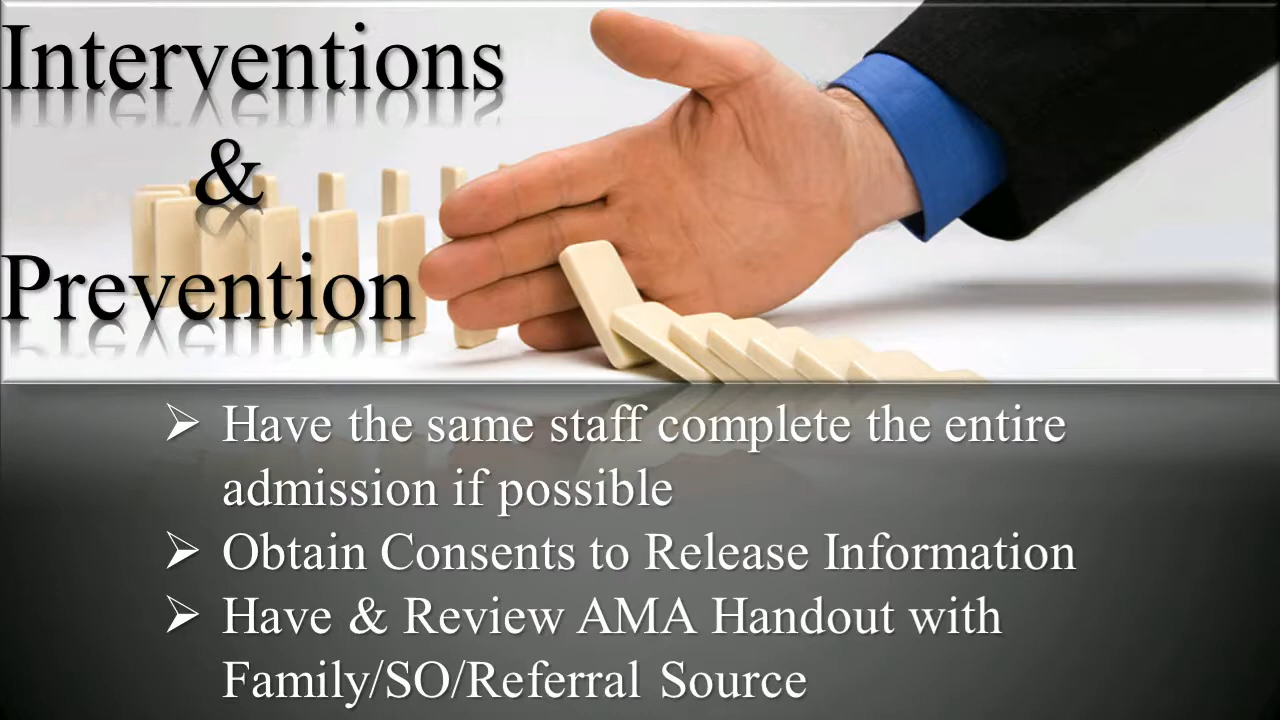 Interventions
&
Prevention
➢ Have the same staff complete the entire
admission if possible
➢ Obtain Consents to Release Information
➢ Have & Review AMA Handout with
Family/SO/Referral Source